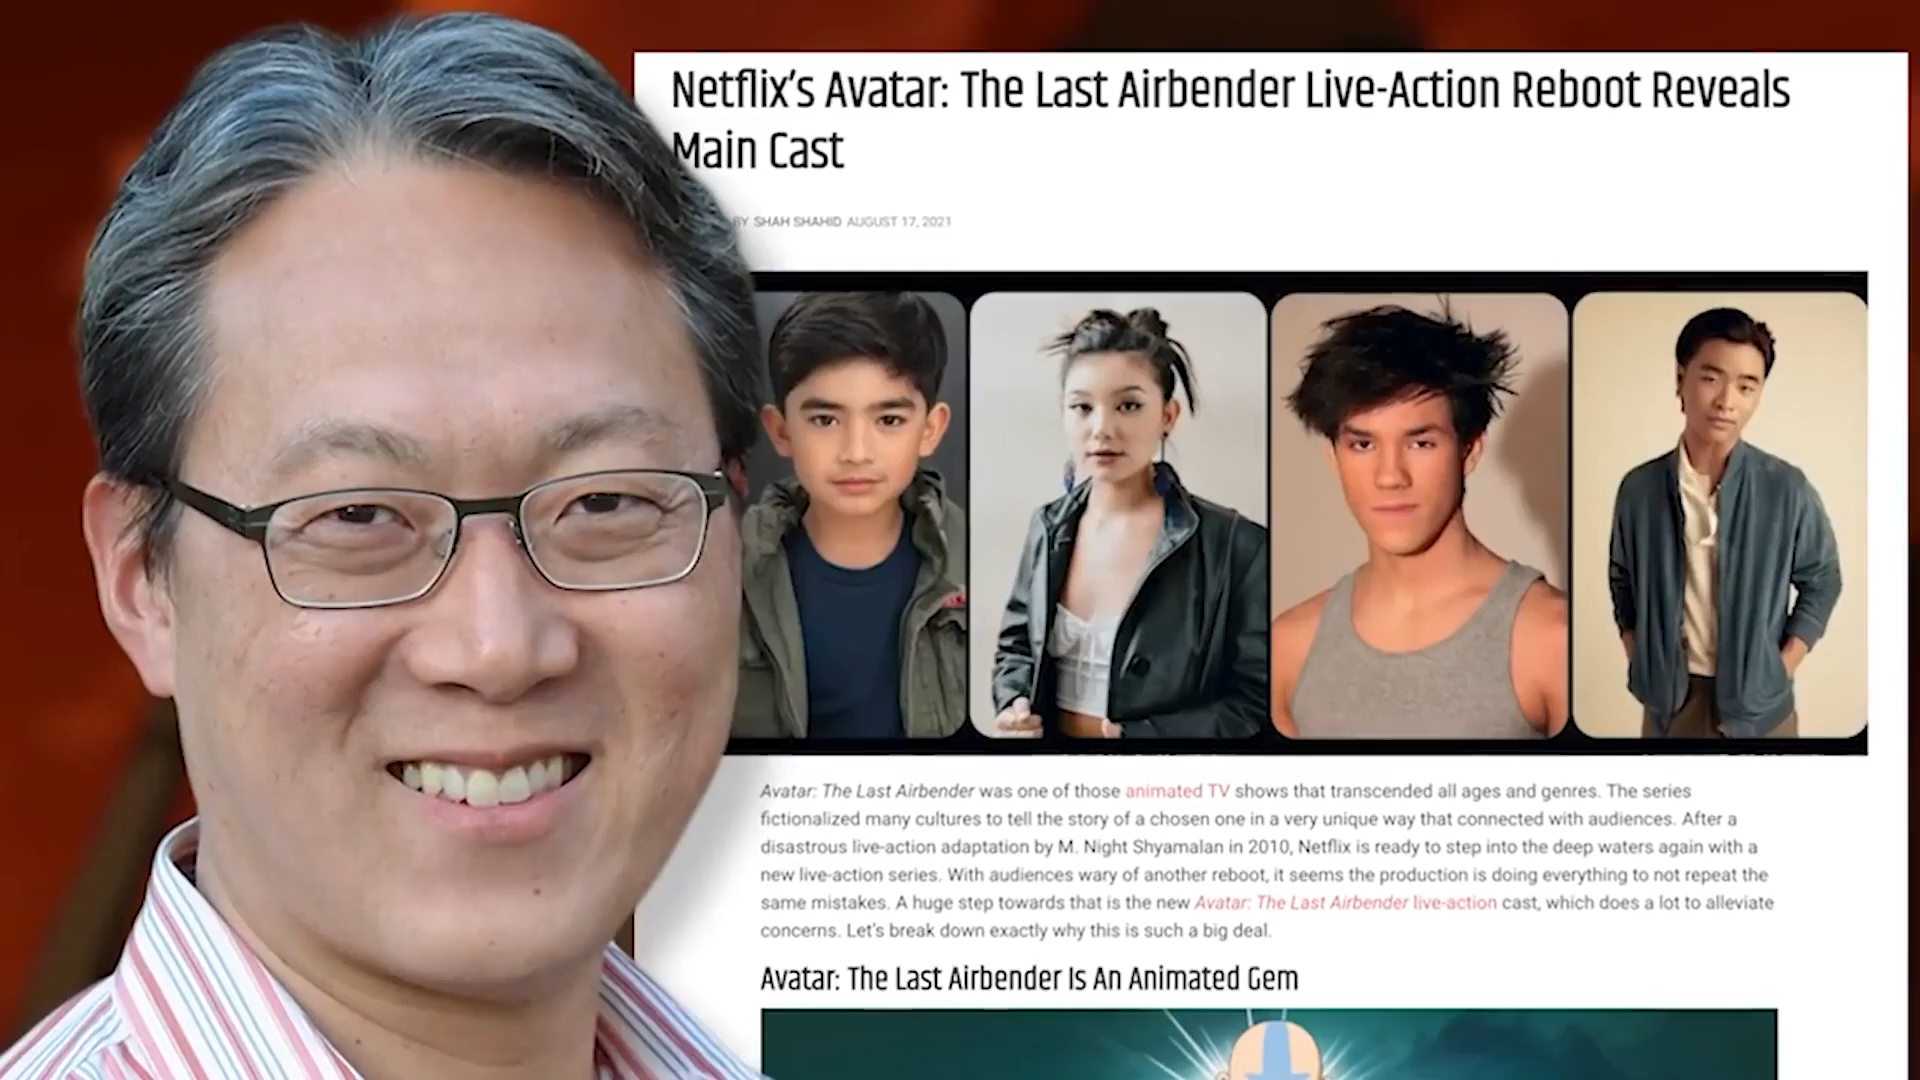 Netflix's Avatar: The Last Airbender Live-Action Reboot Reveals
Main Cast
BY SHAH SHAHID AUGUST 17, 2021
Avatar: The Last Airbender was one of those animated TV shows that transcended all ages and genres. The series
fictionalized many cultures to tell the story of a chosen one in a very unique way that connected with audiences. After a
disastrous live-action adaptation by M. Night Shyamalan in 2010, Netflix is ready to step into the deep waters again with a
new live-action series. With audiences wary of another reboot, it seems the production is doing everything to not repeat the
same mistakes. A huge step towards that is the new Avatar: The Last Airbender live-action cast, which does a lot to alleviate
concerns. Let's break down exactly why this is such a big deal.
Avatar: The Last Airbender Is An Animated Gem